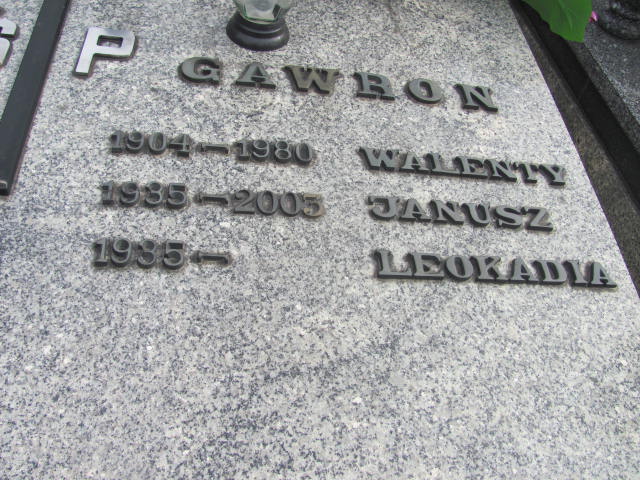 P
GAWRON
1904 – 1980 WALENTY
1935 – 2005 JANUSZ
1935 – LEOKADIA